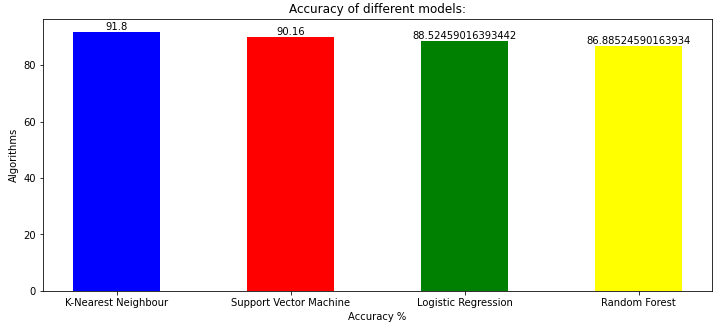 Accuracy of different models:
91.8
90.16
88.52459016393442
86.88524590163934
Algorithms
80
60
40
20
0
K-Nearest Neighbour
Support Vector Machine
Logistic Regression
Random Forest
Accuracy %